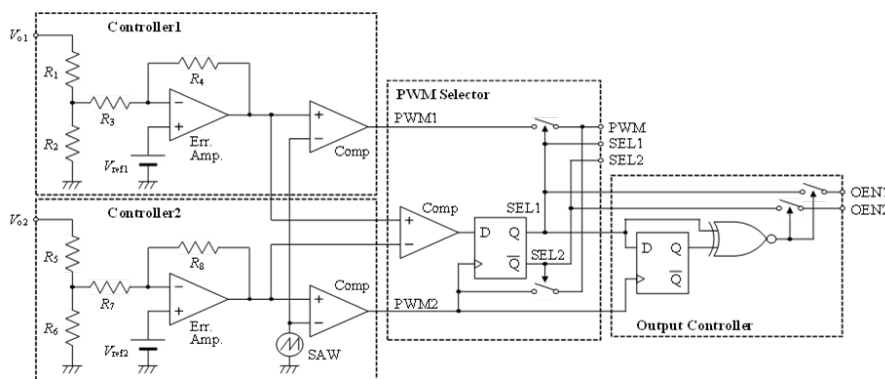 Controller1
Vo1
R1
R4
R3
R2
Err.
Amp.
Vref1
Comp
PWM1
PWM Selector
PWM
SEL1
SEL2
Controller2
Vo2
R5
R8
R7
R6
Err.
Amp.
Vref2
Comp
SAW
PWM2
Comp
SEL1
D Q
Q
SEL2
OEN1
OEN2
D Q
Q
Output Controller